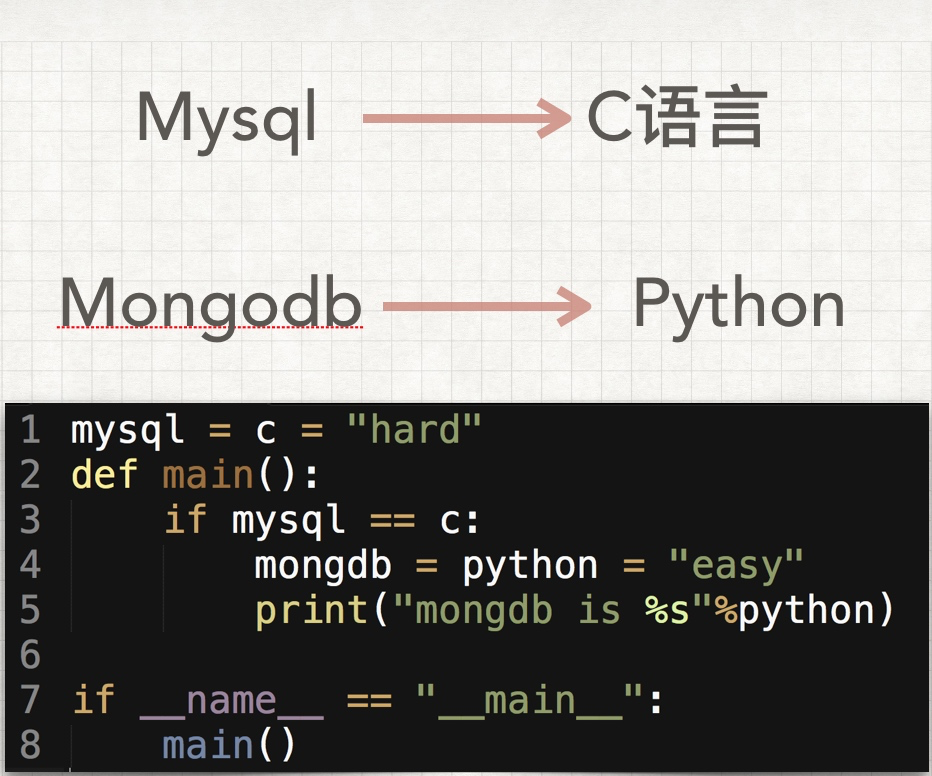 Mysql C语言
Mongodb Python
1 mysql = c = "hard"
2 def main():
3     if mysql == c:
4         mongdb = python = "easy"
5         print("mongdb is %s"%python)
6
7 if __name__ == "__main__":
8     main()